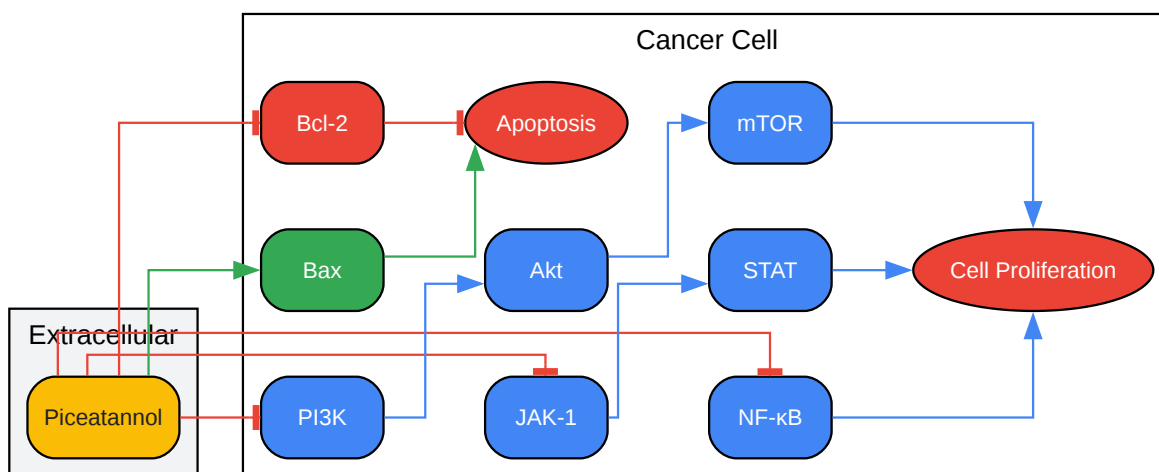 Cancer Cell
Bcl-2
Apoptosis
mTOR
Bax
Akt
STAT
Cell Proliferation
Extracellular
Piceatannol
PI3K
JAK-1
NF-κB